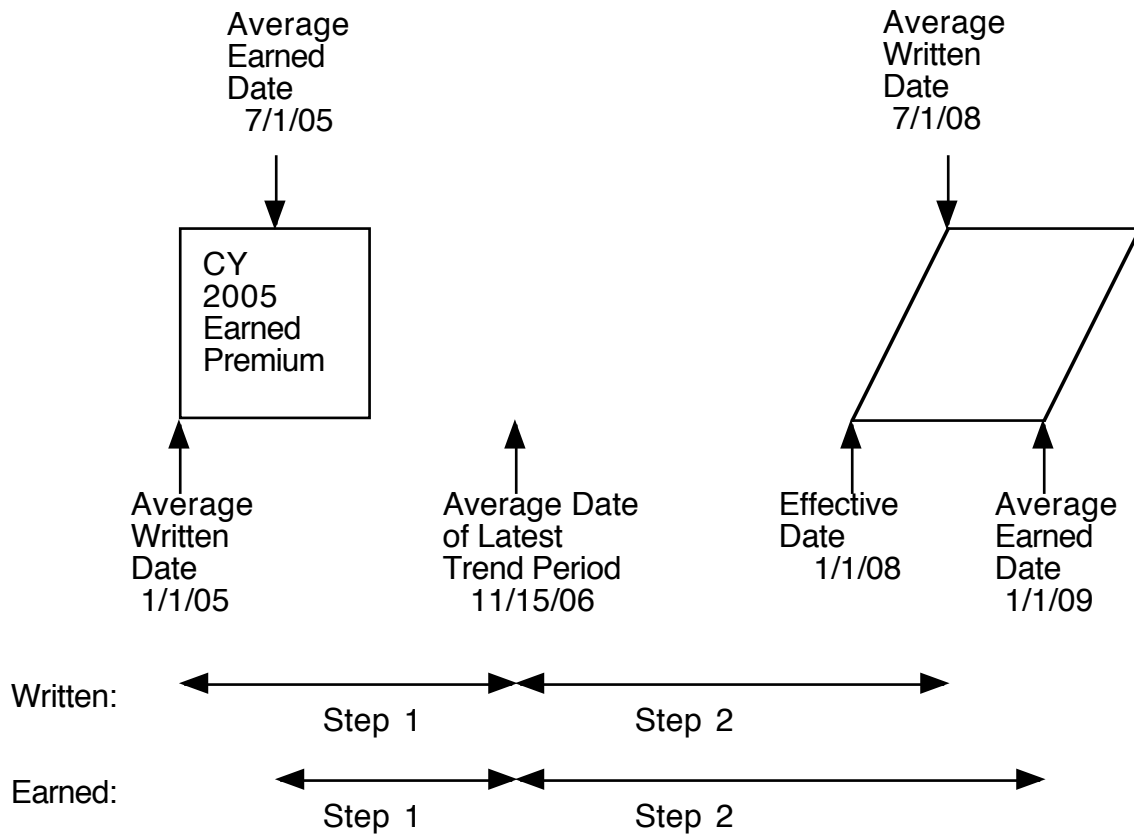 Average
Earned
Date
7/1/05
Average
Written
Date
7/1/08
CY
2005
Earned
Premium
Average
Written
Date
1/1/05
Average Date
of Latest
Trend Period
11/15/06
Effective
Date
1/1/08
Average
Earned
Date
1/1/09
Written:
Step 1
Step 2
Earned:
Step 1
Step 2